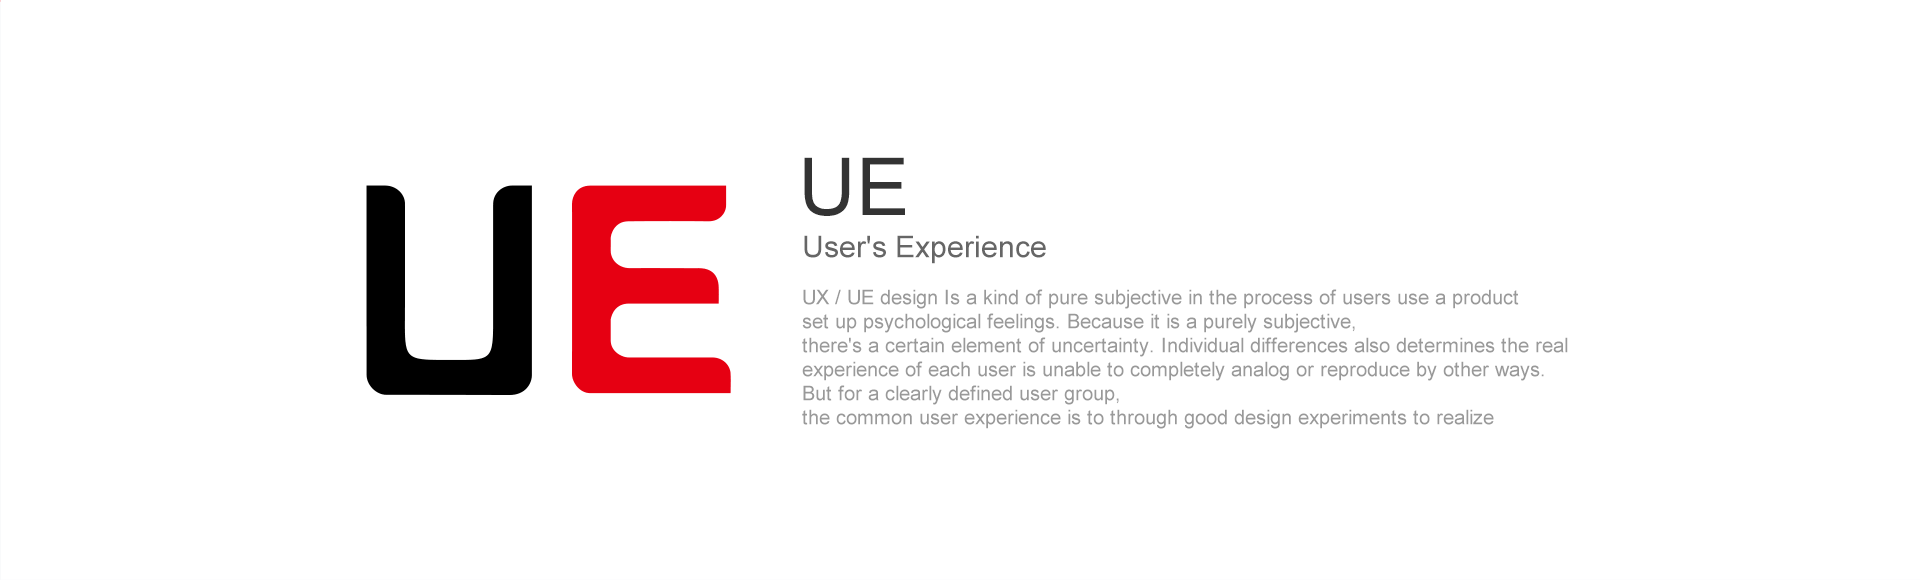 UE
UE
User's Experience
UX / UE design Is a kind of pure subjective in the process of users use a product
set up psychological feelings. Because it is a purely subjective,
there's a certain element of uncertainty. Individual differences also determines the real
experience of each user is unable to completely analog or reproduce by other ways.
But for a clearly defined user group,
the common user experience is to through good design experiments to realize